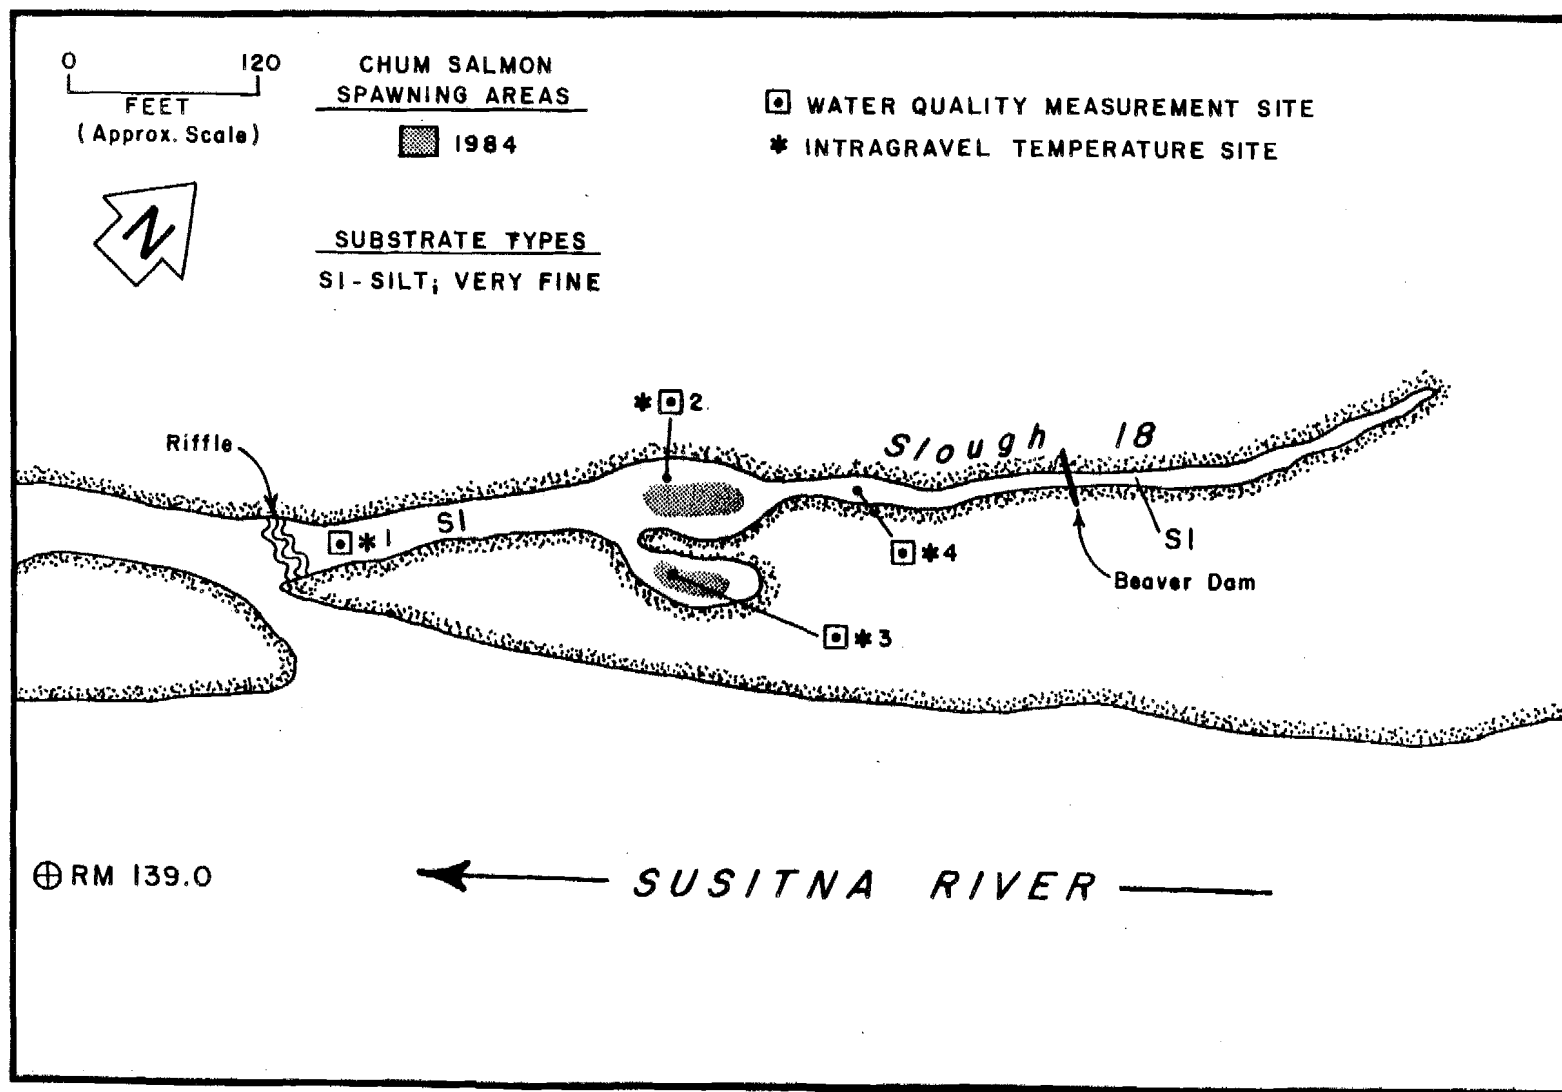 0 120
FEET
(Approx. Scale)
CHUM SALMON
SPAWNING AREAS
1984
WATER QUALITY MEASUREMENT SITE
* INTRAGRAVEL TEMPERATURE SITE
N
SUBSTRATE TYPES
SI-SILT; VERY FINE
* 2
Riffle
Slough 18
* 1
SI
* 4
SI
Beaver Dam
* 3
RM 139.0
SUSITNA RIVER